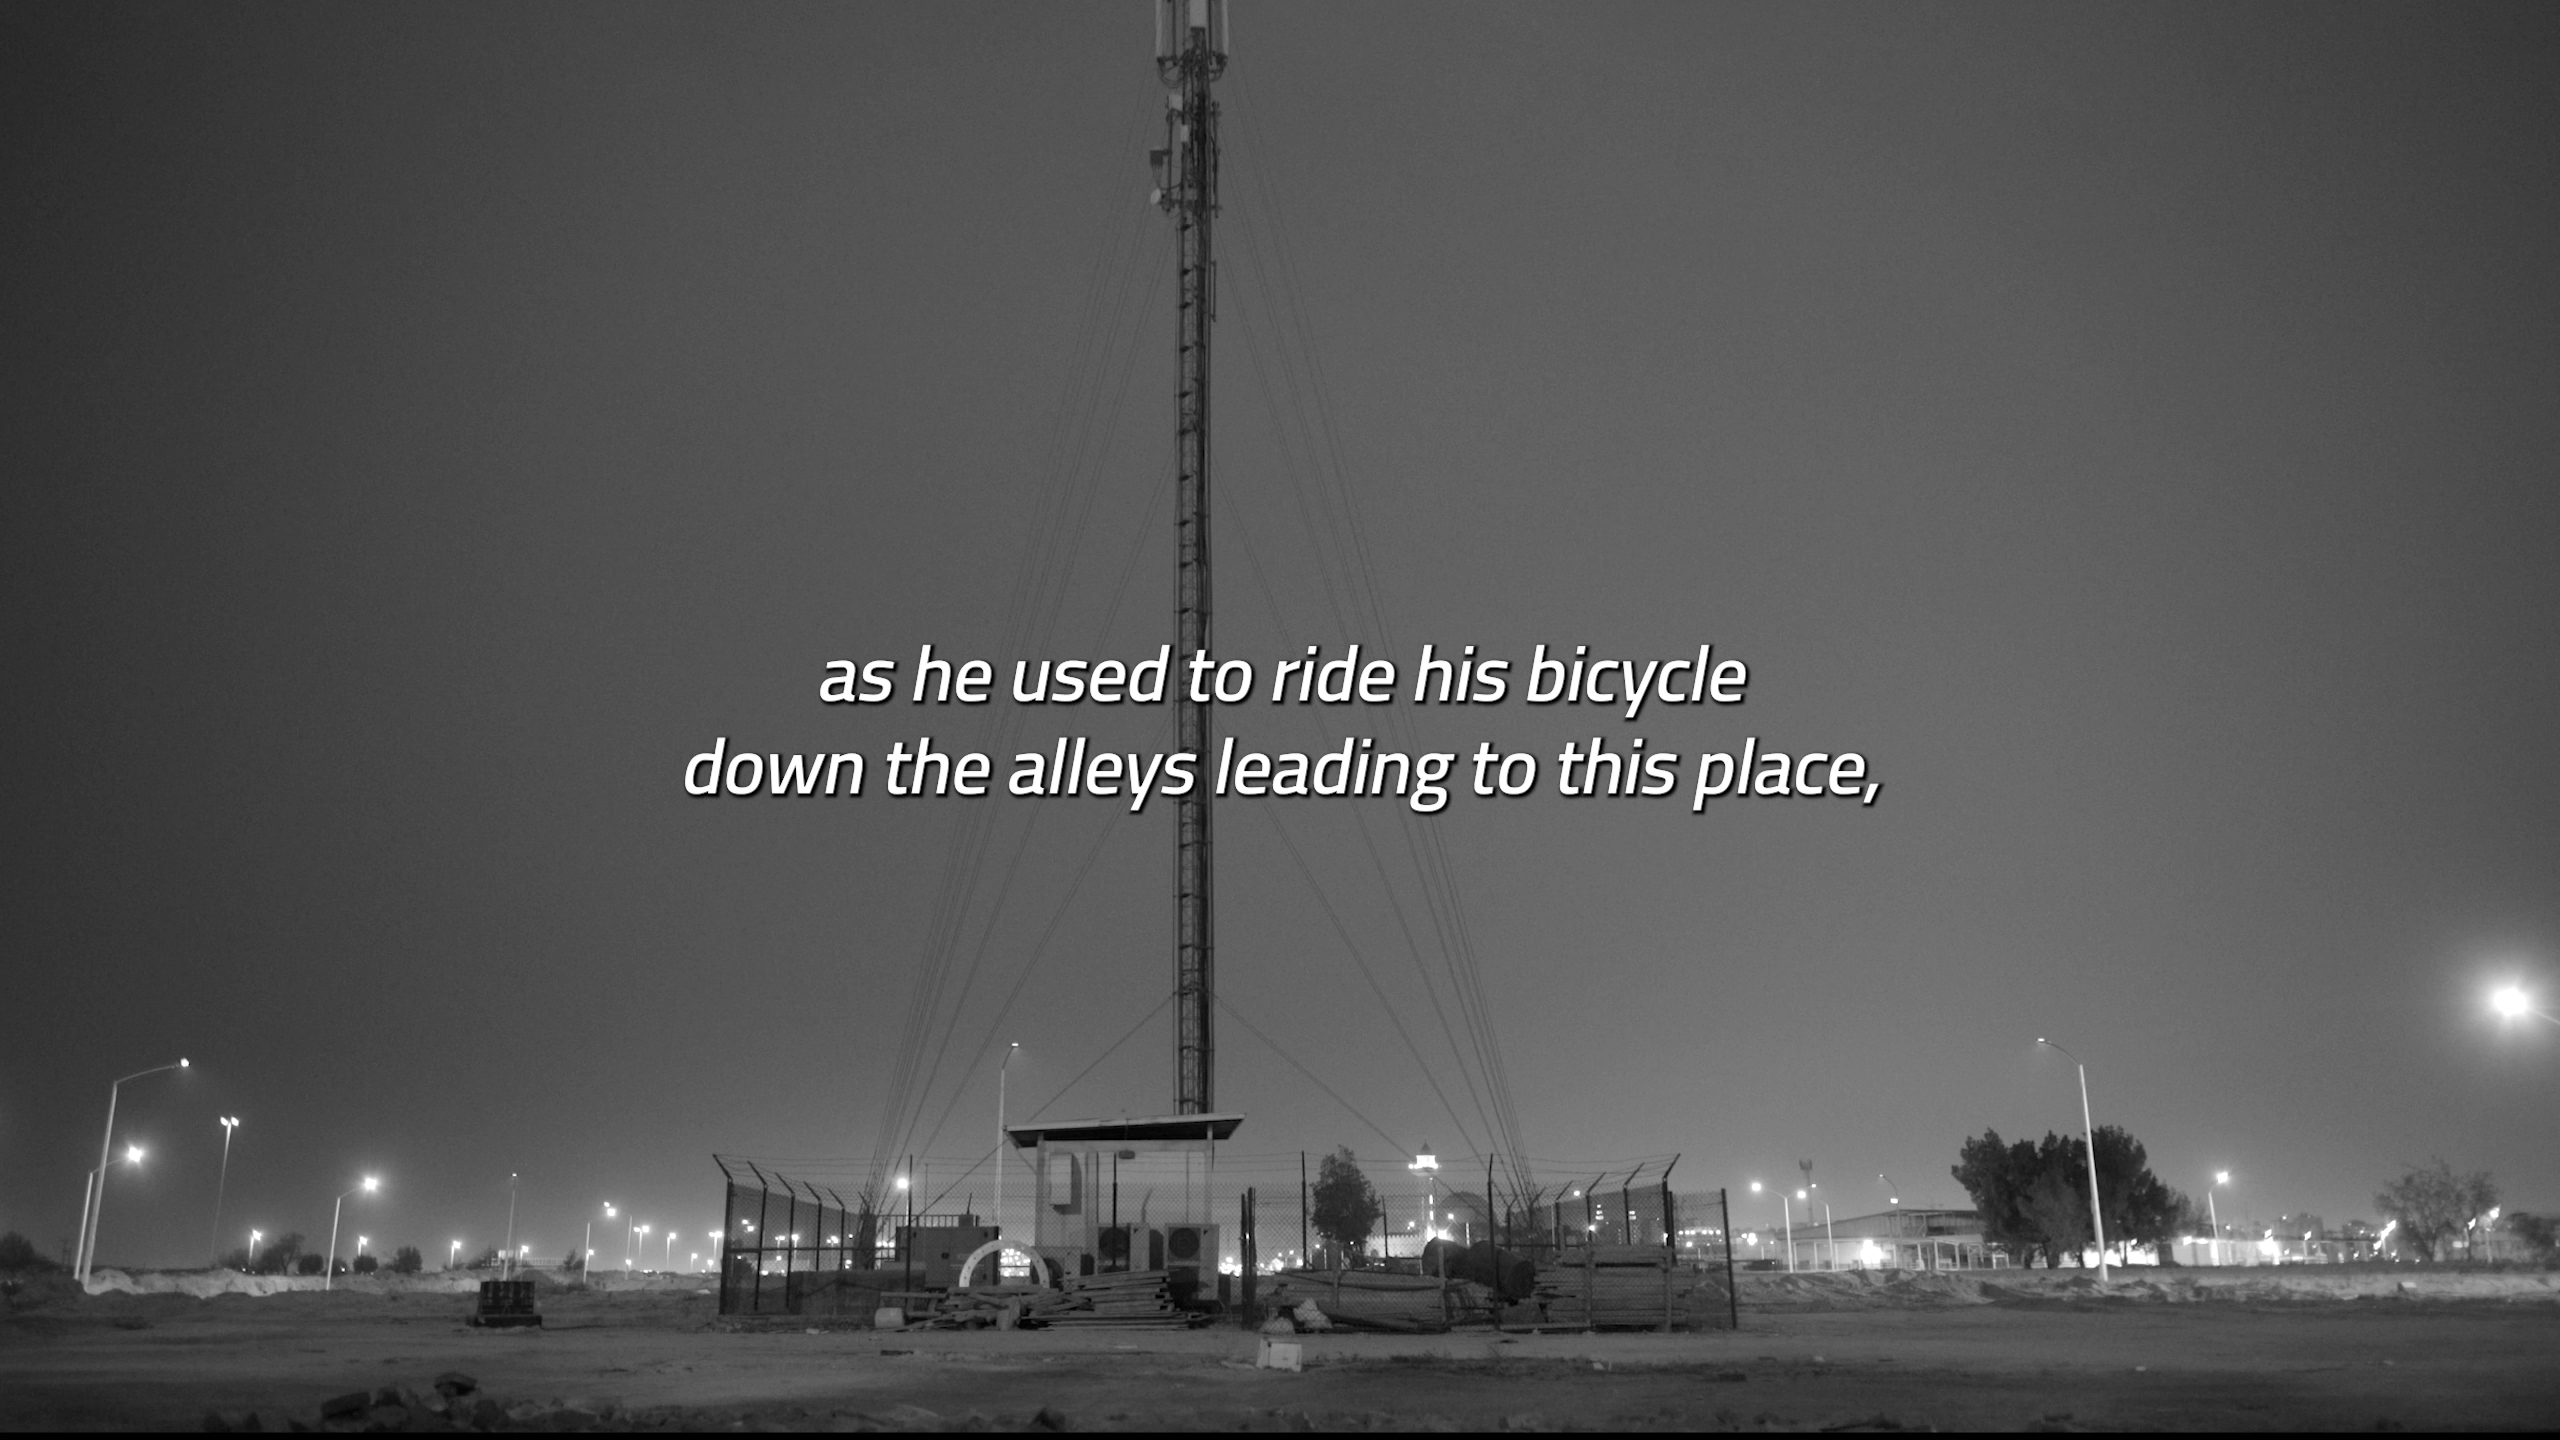 as he used to ride his bicycle
down the alleys leading to this place,